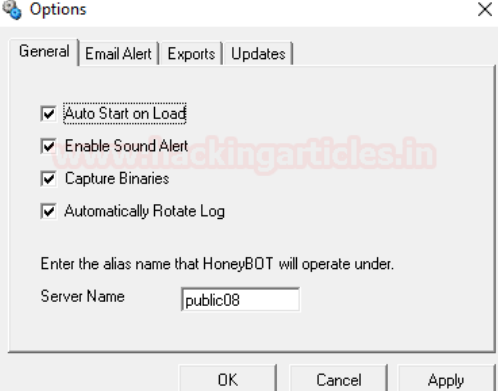 Options
General Email Alert Exports Updates
Auto Start on Load
Enable Sound Alert
www.hackingarticles.in
Capture Binaries
Automatically Rotate Log
Enter the alias name that HoneyBOT will operate under.
Server Name public08
OK Cancel Apply